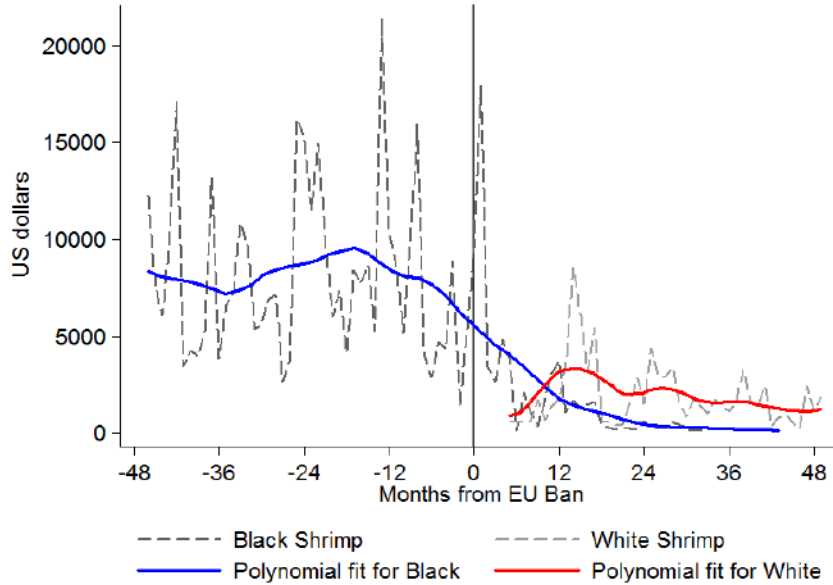 20000
15000
10000
5000
0
US dollars
-48 -36 -24 -12 0 12 24 36 48
Months from EU Ban
Black Shrimp White Shrimp
Polynomial fit for Black Polynomial fit for White